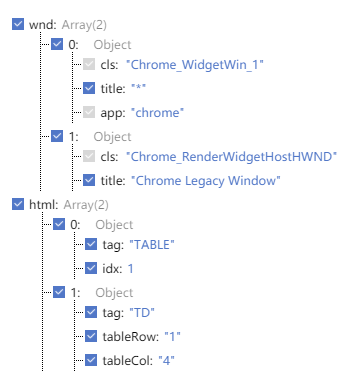 wnd: Array(2)
0: Object
cls: "Chrome_WidgetWin_1"
title: "*"
app: "chrome"
1: Object
cls: "Chrome_RenderWidgetHostHWND"
title: "Chrome Legacy Window"
html: Array(2)
0: Object
tag: "TABLE"
idx: 1
1: Object
tag: "TD"
tableRow: "1"
tableCol: "4"